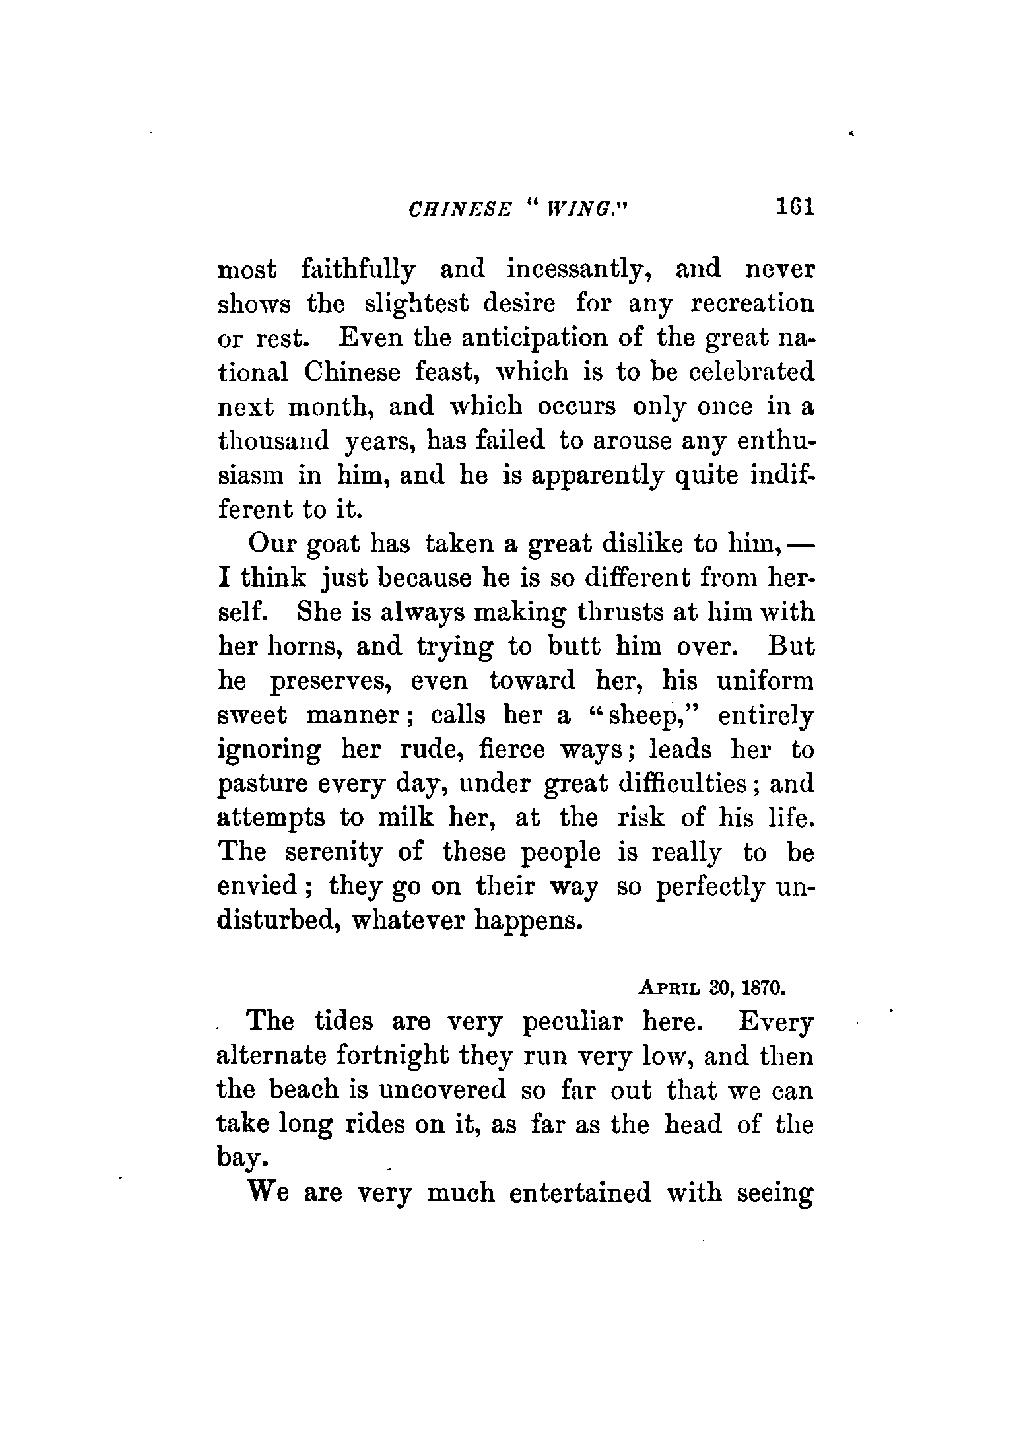 CHINESE "WING." 161
most faithfully and incessantly, and never
shows the slightest desire for any recreation
or rest. Even the anticipation of the great na-
tional Chinese feast, which is to be celebrated
next month, and which occurs only once in a
thousand years, has failed to arouse any enthu-
siasm in him, and he is apparently quite indif-
ferent to it.
Our goat has taken a great dislike to him,—
I think just because he is so different from her-
self. She is always making thrusts at him with
her horns, and trying to butt him over. But
he preserves, even toward her, his uniform
sweet manner; calls her a "sheep," entirely
ignoring her rude, fierce ways; leads her to
pasture every day, under great difficulties; and
attempts to milk her, at the risk of his life.
The serenity of these people is really to be
envied; they go on their way so perfectly un-
disturbed, whatever happens.
APRIL 30, 1870.
The tides are very peculiar here. Every
alternate fortnight they run very low, and then
the beach is uncovered so far out that we can
take long rides on it, as far as the head of the
bay.
We are very much entertained with seeing